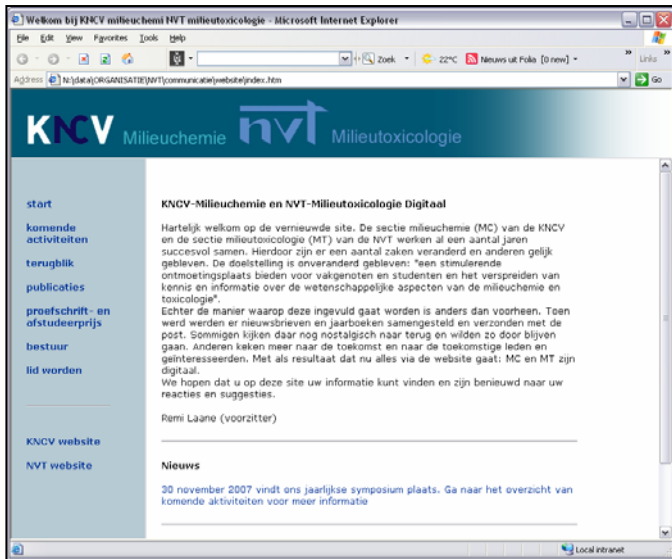 Welkom bij KNCV milieuchemi NVT milieutoxicologie - Microsoft Internet Explorer
File Edit View Favorites Tools Help
Zoek 22°C Nieuws uit Folia [0 new] Links
Address N:\data\ORGANISATIE\NVT\communicatie\website\index.htm Go
KNCV Milieuchemie nvt Milieutoxicologie
start
komende
activiteiten
terugblik
publicaties
proefschrift- en
afstudeerprijs
bestuur
lid worden
KNCV website
NVT website
KNCV-Milieuchemie en NVT-Milieutoxicologie Digitaal
Hartelijk welkom op de vernieuwde site. De sectie milieuchemie (MC) van de KNCV
en de sectie milieutoxicologie (MT) van de NVT werken al een aantal jaren
succesvol samen. Hierdoor zijn er een aantal zaken veranderd en anderen gelijk
gebleven. De doelstelling is onveranderd gebleven: "een stimulerende
ontmoetingsplaats bieden voor vakgenoten en studenten en het verspreiden van
kennis en informatie over de wetenschappelijke aspecten van de milieuchemie en
toxicologie".
Echter de manier waarop deze ingevuld gaat worden is anders dan voorheen. Toen
werd werden er nieuwsbrieven en jaarboeken samengesteld en verzonden met de
post. Sommigen kijken daar nog nostalgisch naar terug en wilden zo door blijven
gaan. Anderen keken meer naar de toekomst en naar de toekomstige leden en
geïnteresseerden. Met als resultaat dat nu alles via de website gaat: MC en MT zijn
digitaal.
We hopen dat u op deze site uw informatie kunt vinden en zijn benieuwd naar uw
reacties en suggesties.
Remi Laane (voorzitter)
Nieuws
30 november 2007 vindt ons jaarlijkse symposium plaats. Ga naar het overzicht van
komende aktiviteiten voor meer informatie
Local intranet